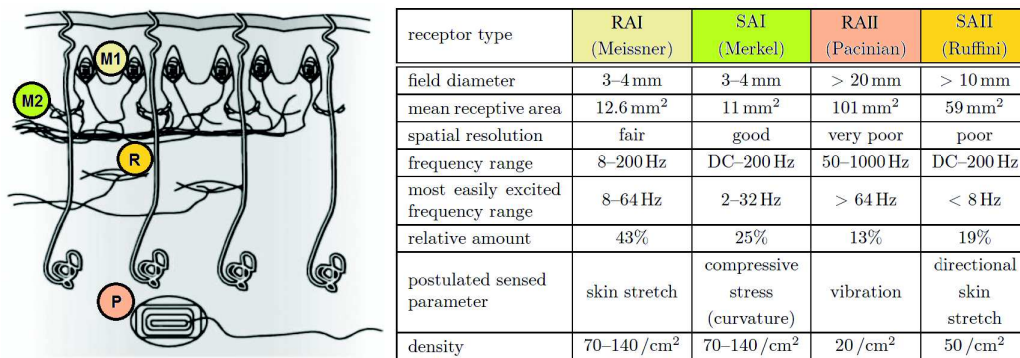 M1
M2
R
P
receptor type | RAI (Meissner) | SAI (Merkel) | RAII (Pacinian) | SAII (Ruffini)
field diameter | 3–4 mm | 3–4 mm | > 20 mm | > 10 mm
mean receptive area | 12.6 mm² | 11 mm² | 101 mm² | 59 mm²
spatial resolution | fair | good | very poor | poor
frequency range | 8–200 Hz | DC–200 Hz | 50–1000 Hz | DC–200 Hz
most easily excited frequency range | 8–64 Hz | 2–32 Hz | > 64 Hz | < 8 Hz
relative amount | 43% | 25% | 13% | 19%
postulated sensed parameter | skin stretch | compressive stress (curvature) | vibration | directional skin stretch
density | 70–140 /cm² | 70–140 /cm² | 20 /cm² | 50 /cm²